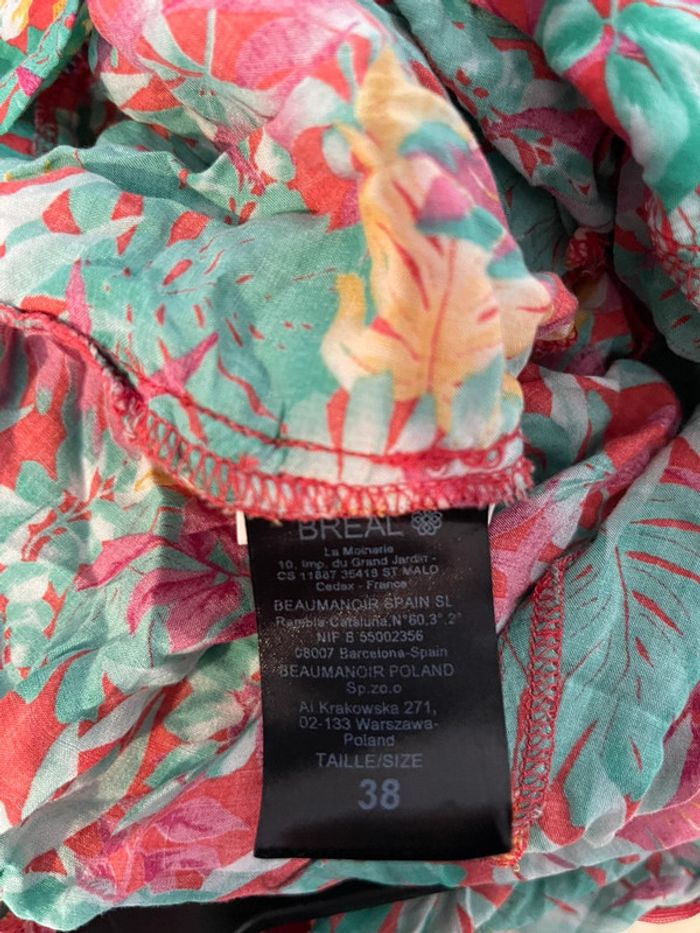 BREAL
La Moinerie
10, Imp. du Grand Jardin -
CS 11887 35418 ST MALO
Cedex - France
BEAUMANOIR SPAIN SL
Rambla Cataluna,N°60,3°,2°
NIF B 55002356
08007 Barcelona-Spain
BEAUMANOIR POLAND
Sp.zo.o
Al Krakowska 271,
02-133 Warszawa-
Poland
TAILLE/SIZE
38